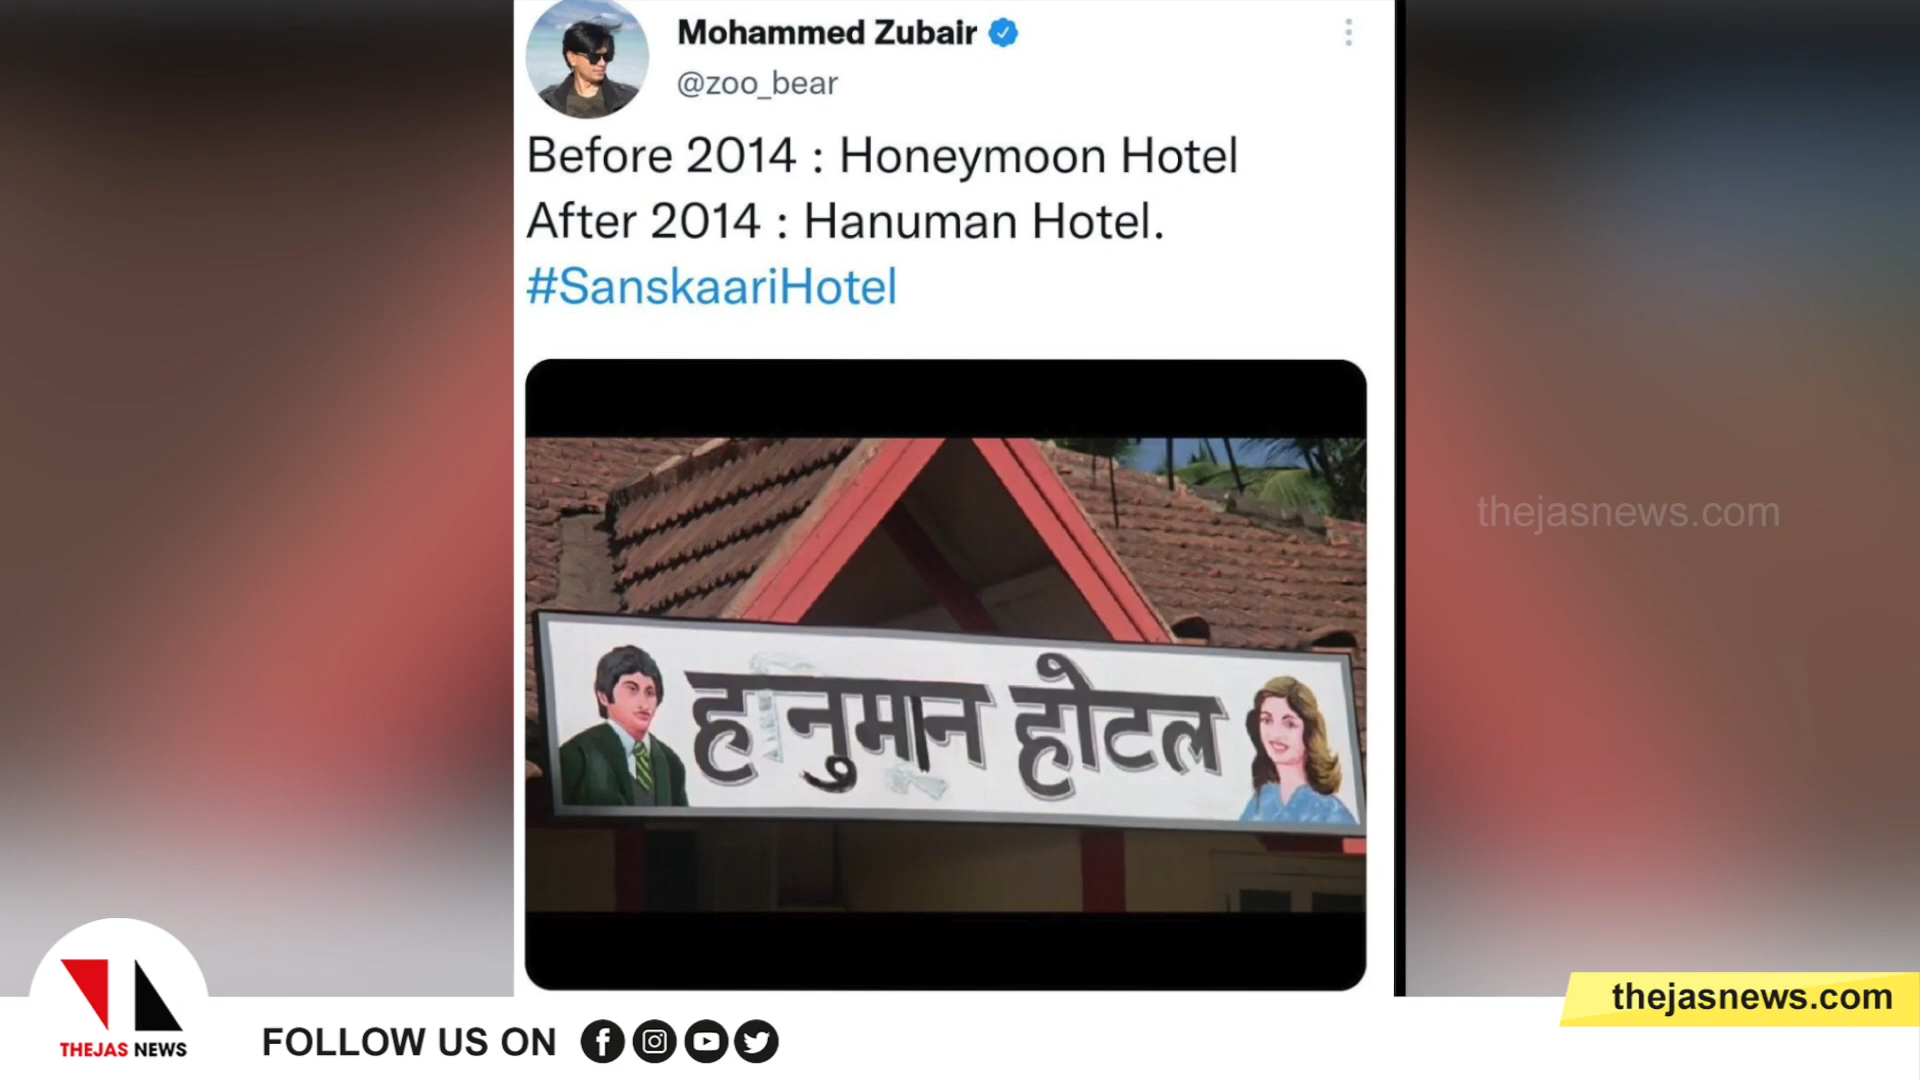 Mohammed Zubair
@zoo_bear
Before 2014 : Honeymoon Hotel
After 2014 : Hanuman Hotel.
#SanskaariHotel
हनुमान होटल
thejasnews.com
THEJAS NEWS
FOLLOW US ON
thejasnews.com